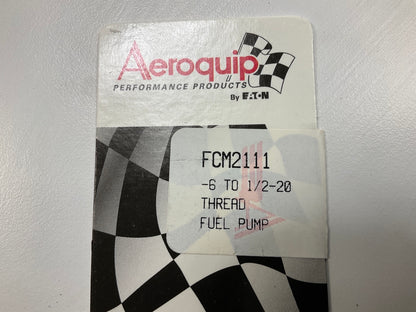 Aeroquip
PERFORMANCE PRODUCTS
By EATON
FCM2111
-6 TO 1/2-20
THREAD
FUEL PUMP